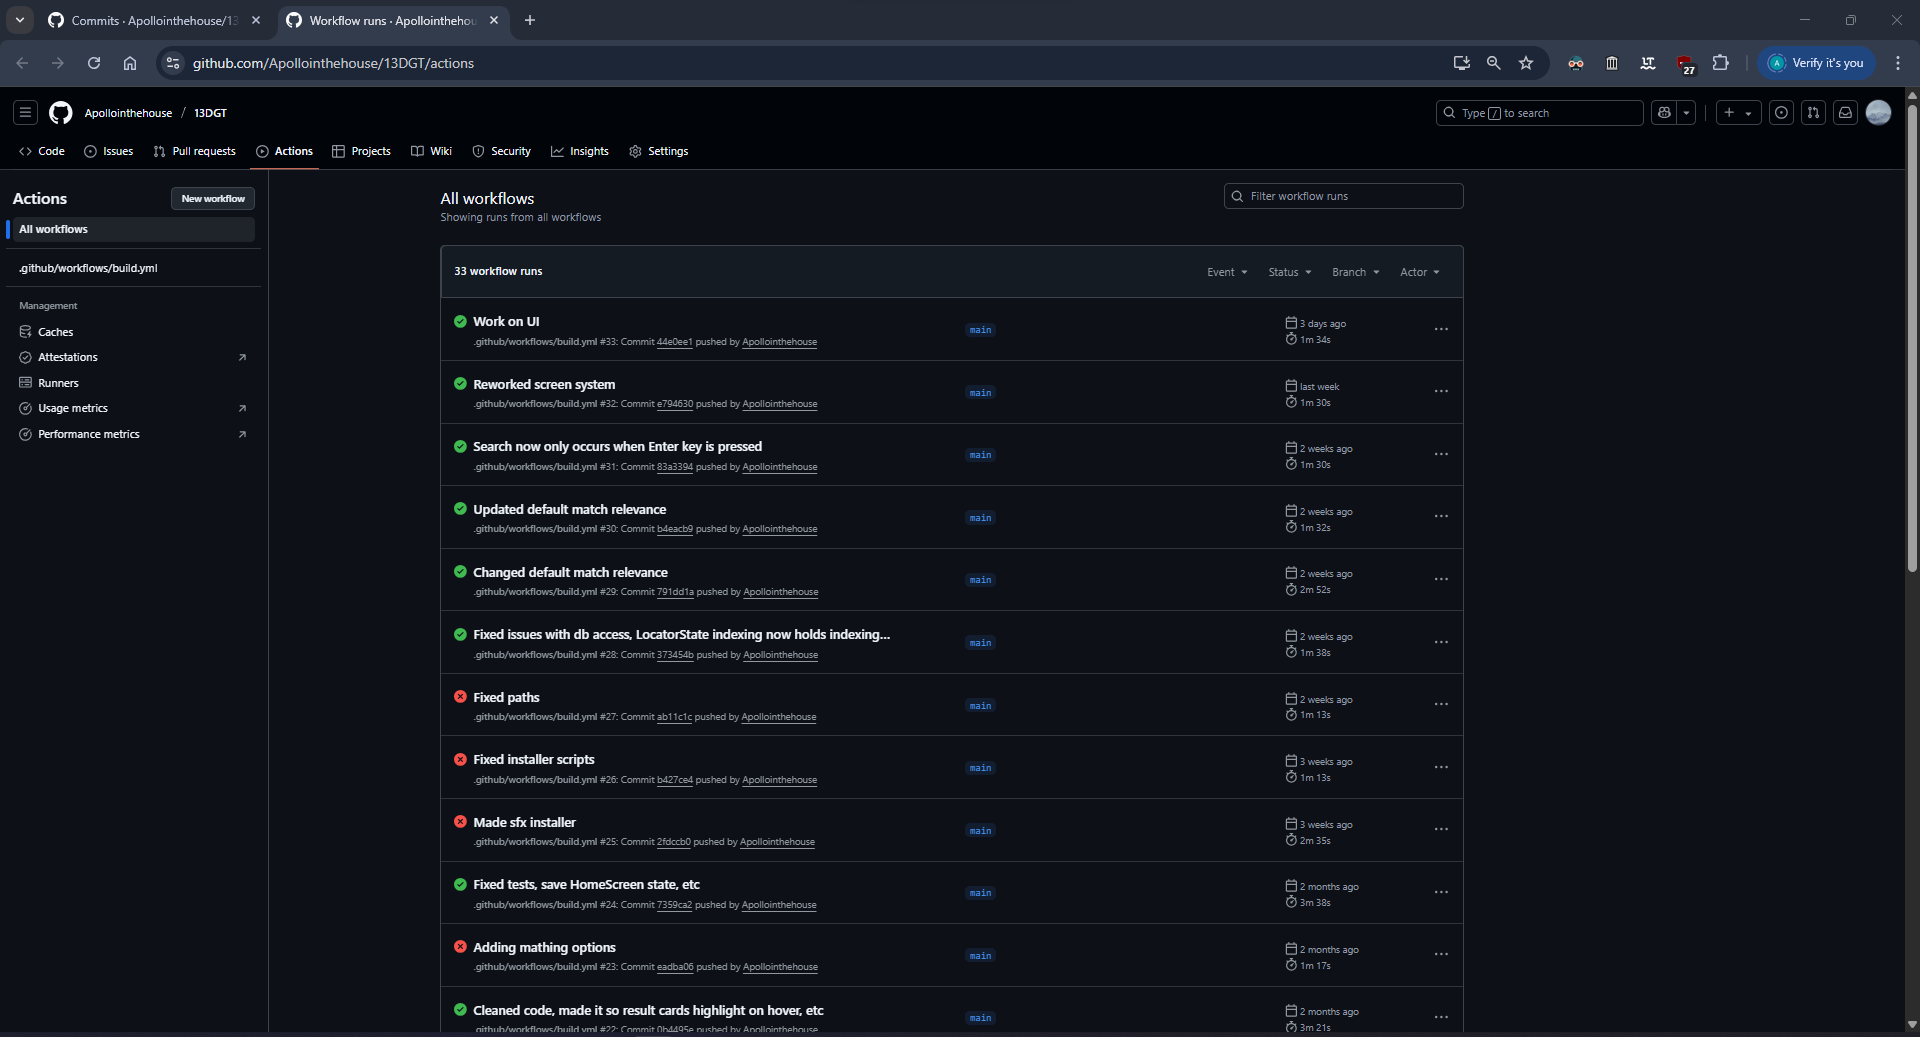 Commits · Apollointhehouse/13
Workflow runs · Apollointhehou
github.com/Apollointhehouse/13DGT/actions
27
A
Verify it's you
Apollointhehouse / 13DGT
Type / to search
Code
Issues
Pull requests
Actions
Projects
Wiki
Security
Insights
Settings
Actions
New workflow
All workflows
.github/workflows/build.yml
Management
Caches
Attestations
Runners
Usage metrics
Performance metrics
All workflows
Showing runs from all workflows
Filter workflow runs
33 workflow runs
Event
Status
Branch
Actor
Work on UI
.github/workflows/build.yml #33: Commit 44e0ee1 pushed by Apollointhehouse
main
3 days ago
1m 34s
Reworked screen system
.github/workflows/build.yml #32: Commit e794630 pushed by Apollointhehouse
main
last week
1m 30s
Search now only occurs when Enter key is pressed
.github/workflows/build.yml #31: Commit 83a3394 pushed by Apollointhehouse
main
2 weeks ago
1m 30s
Updated default match relevance
.github/workflows/build.yml #30: Commit b4eacb9 pushed by Apollointhehouse
main
2 weeks ago
1m 32s
Changed default match relevance
.github/workflows/build.yml #29: Commit 791dd1a pushed by Apollointhehouse
main
2 weeks ago
2m 52s
Fixed issues with db access, LocatorState indexing now holds indexing...
.github/workflows/build.yml #28: Commit 373454b pushed by Apollointhehouse
main
2 weeks ago
1m 38s
Fixed paths
.github/workflows/build.yml #27: Commit ab11c1c pushed by Apollointhehouse
main
2 weeks ago
1m 13s
Fixed installer scripts
.github/workflows/build.yml #26: Commit b427ce4 pushed by Apollointhehouse
main
3 weeks ago
1m 13s
Made sfx installer
.github/workflows/build.yml #25: Commit 2fdccb0 pushed by Apollointhehouse
main
3 weeks ago
2m 35s
Fixed tests, save HomeScreen state, etc
.github/workflows/build.yml #24: Commit 7359ca2 pushed by Apollointhehouse
main
2 months ago
3m 38s
Adding mathing options
.github/workflows/build.yml #23: Commit eadba06 pushed by Apollointhehouse
main
2 months ago
1m 17s
Cleaned code, made it so result cards highlight on hover, etc
.github/workflows/build.yml #22: Commit 0b4495e pushed by Apollointhehouse
main
2 months ago
3m 21s